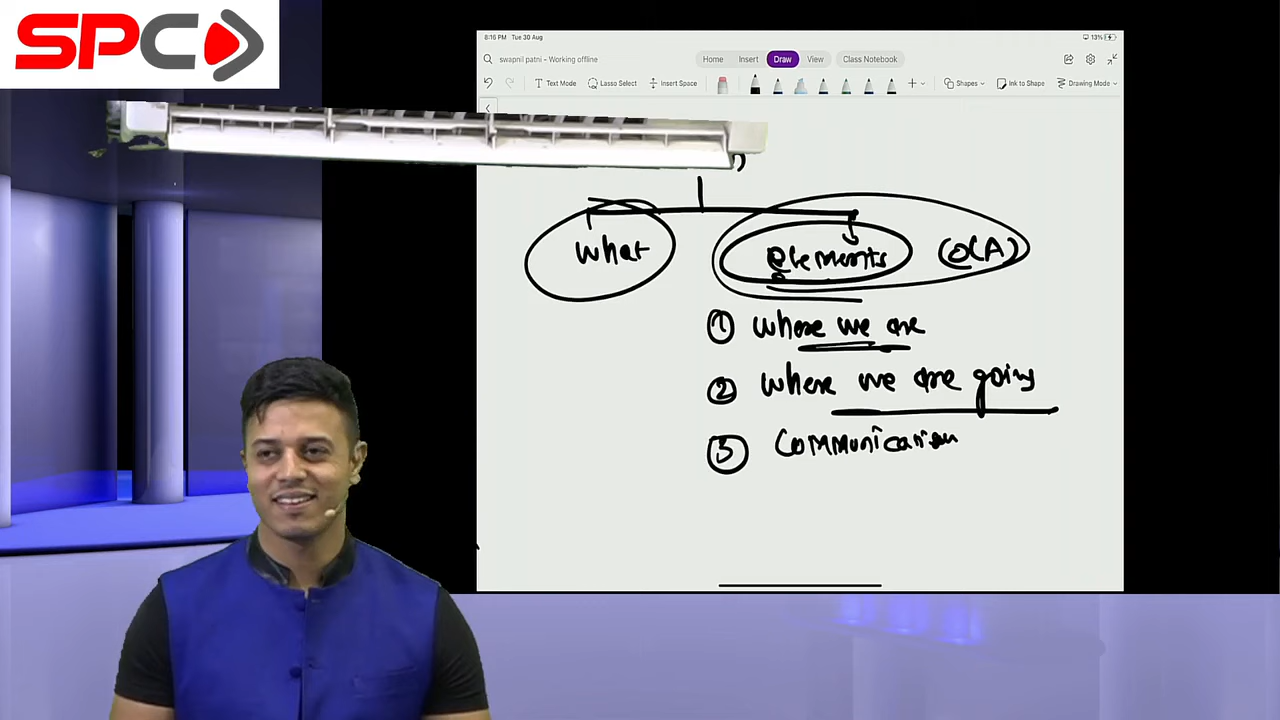 SPC
8:16 PM Tue 30 Aug
13%
swapnil patni - Working offline
Home Insert Draw View Class Notebook
Text Mode Lasso Select Insert Space Shapes Ink to Shape Drawing Mode
What elements
① where we are
② where we are going
③ Communication